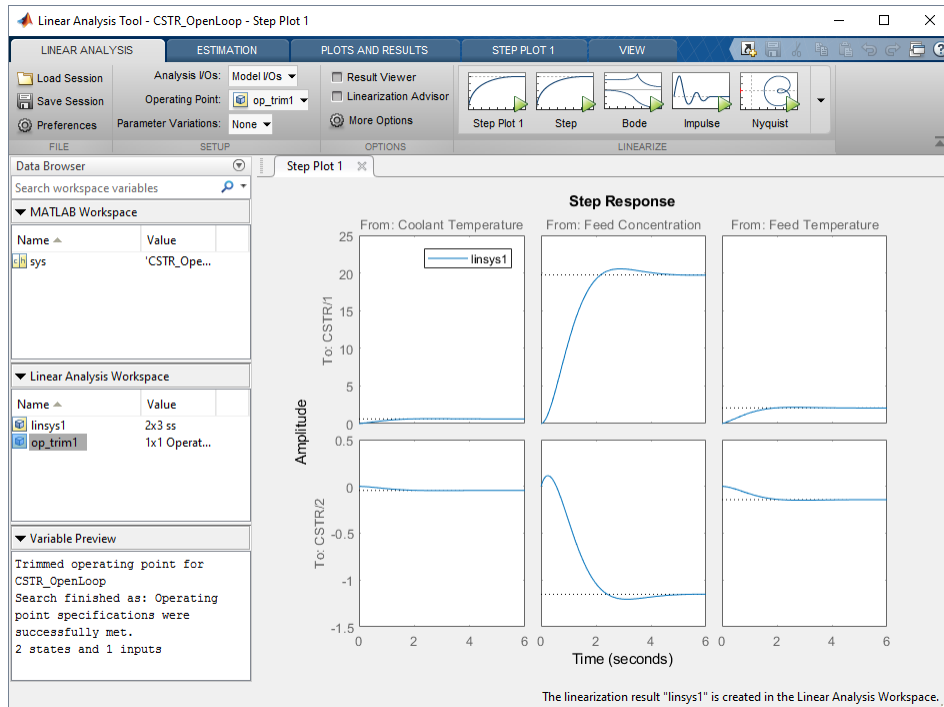 Linear Analysis Tool - CSTR_OpenLoop - Step Plot 1
LINEAR ANALYSIS ESTIMATION PLOTS AND RESULTS STEP PLOT 1 VIEW
Load Session
Save Session
Preferences
FILE
Analysis I/Os: Model I/Os
Operating Point: op_trim1
Parameter Variations: None
SETUP
Result Viewer
Linearization Advisor
More Options
OPTIONS
Step Plot 1 Step Bode Impulse Nyquist
LINEARIZE
Data Browser
Search workspace variables
MATLAB Workspace
Name Value
ch sys 'CSTR_Ope...
Linear Analysis Workspace
Name Value
linsys1 2x3 ss
op_trim1 1x1 Operat...
Variable Preview
Trimmed operating point for
CSTR_OpenLoop
Search finished as: Operating
point specifications were
successfully met.
2 states and 1 inputs
Step Plot 1
Step Response
From: Coolant Temperature From: Feed Concentration From: Feed Temperature
linsys1
Amplitude
To: CSTR/1
25
20
15
10
5
0
To: CSTR/2
0.5
0
-0.5
-1
-1.5
0 2 4 6 0 2 4 6 0 2 4 6
Time (seconds)
The linearization result "linsys1" is created in the Linear Analysis Workspace.